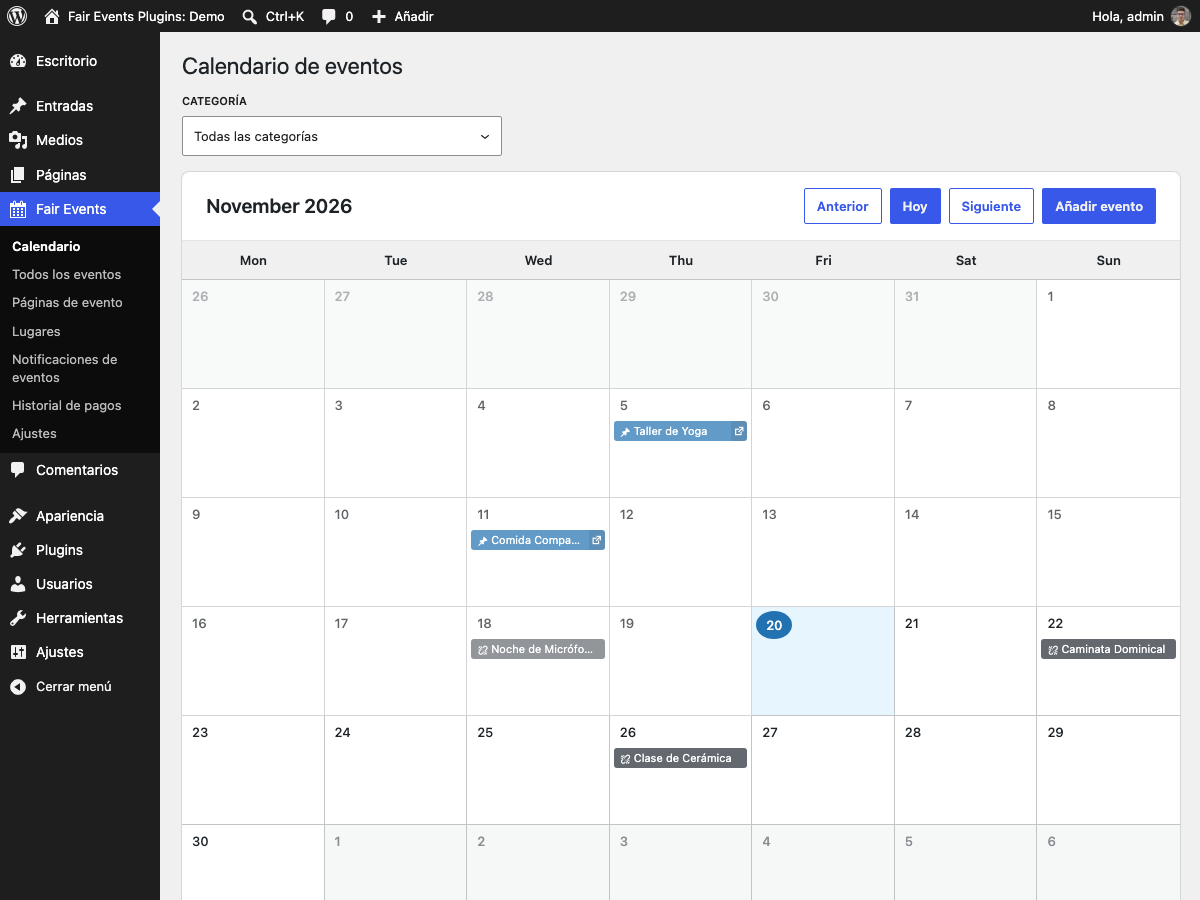 Fair Events Plugins: Demo
Ctrl+K
0
Añadir
Hola, admin
Escritorio
Entradas
Medios
Páginas
Fair Events
Calendario
Todos los eventos
Páginas de evento
Lugares
Notificaciones de
eventos
Historial de pagos
Ajustes
Comentarios
Apariencia
Plugins
Usuarios
Herramientas
Ajustes
Cerrar menú
Calendario de eventos
CATEGORÍA
Todas las categorías
November 2026
Anterior
Hoy
Siguiente
Añadir evento
Mon Tue Wed Thu Fri Sat Sun
26 27 28 29 30 31 1
2 3 4 5 6 7 8
Taller de Yoga
9 10 11 12 13 14 15
Comida Compa...
16 17 18 19 20 21 22
Noche de Micrófo... Caminata Dominical
23 24 25 26 27 28 29
Clase de Cerámica
30 1 2 3 4 5 6